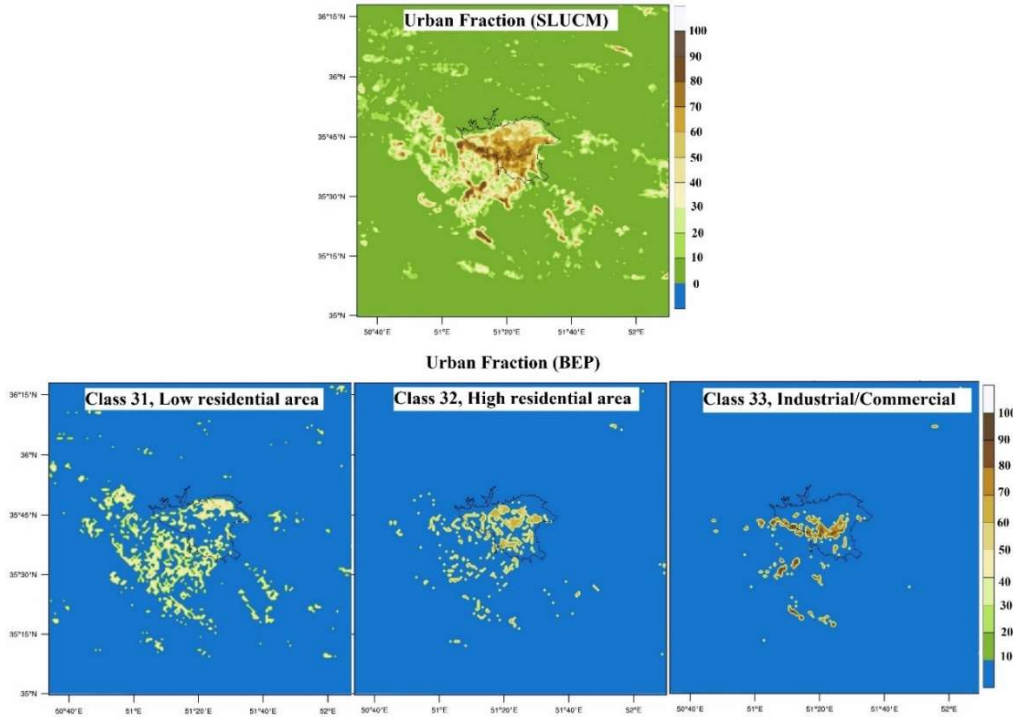 Urban Fraction (SLUCM)
36°15'N
36°N
35°45'N
35°30'N
35°15'N
35°N
50°40'E 51°E 51°20'E 51°40'E 52°E
100
90
80
70
60
50
40
30
20
10
0
Urban Fraction (BEP)
Class 31, Low residential area
Class 32, High residential area
Class 33, Industrial/Commercial
36°15'N
36°N
35°45'N
35°30'N
35°15'N
35°N
50°40'E 51°E 51°20'E 51°40'E 52°E
50°40'E 51°E 51°20'E 51°40'E 52°E
50°40'E 51°E 51°20'E 51°40'E 52°E
100
90
80
70
60
50
40
30
20
10